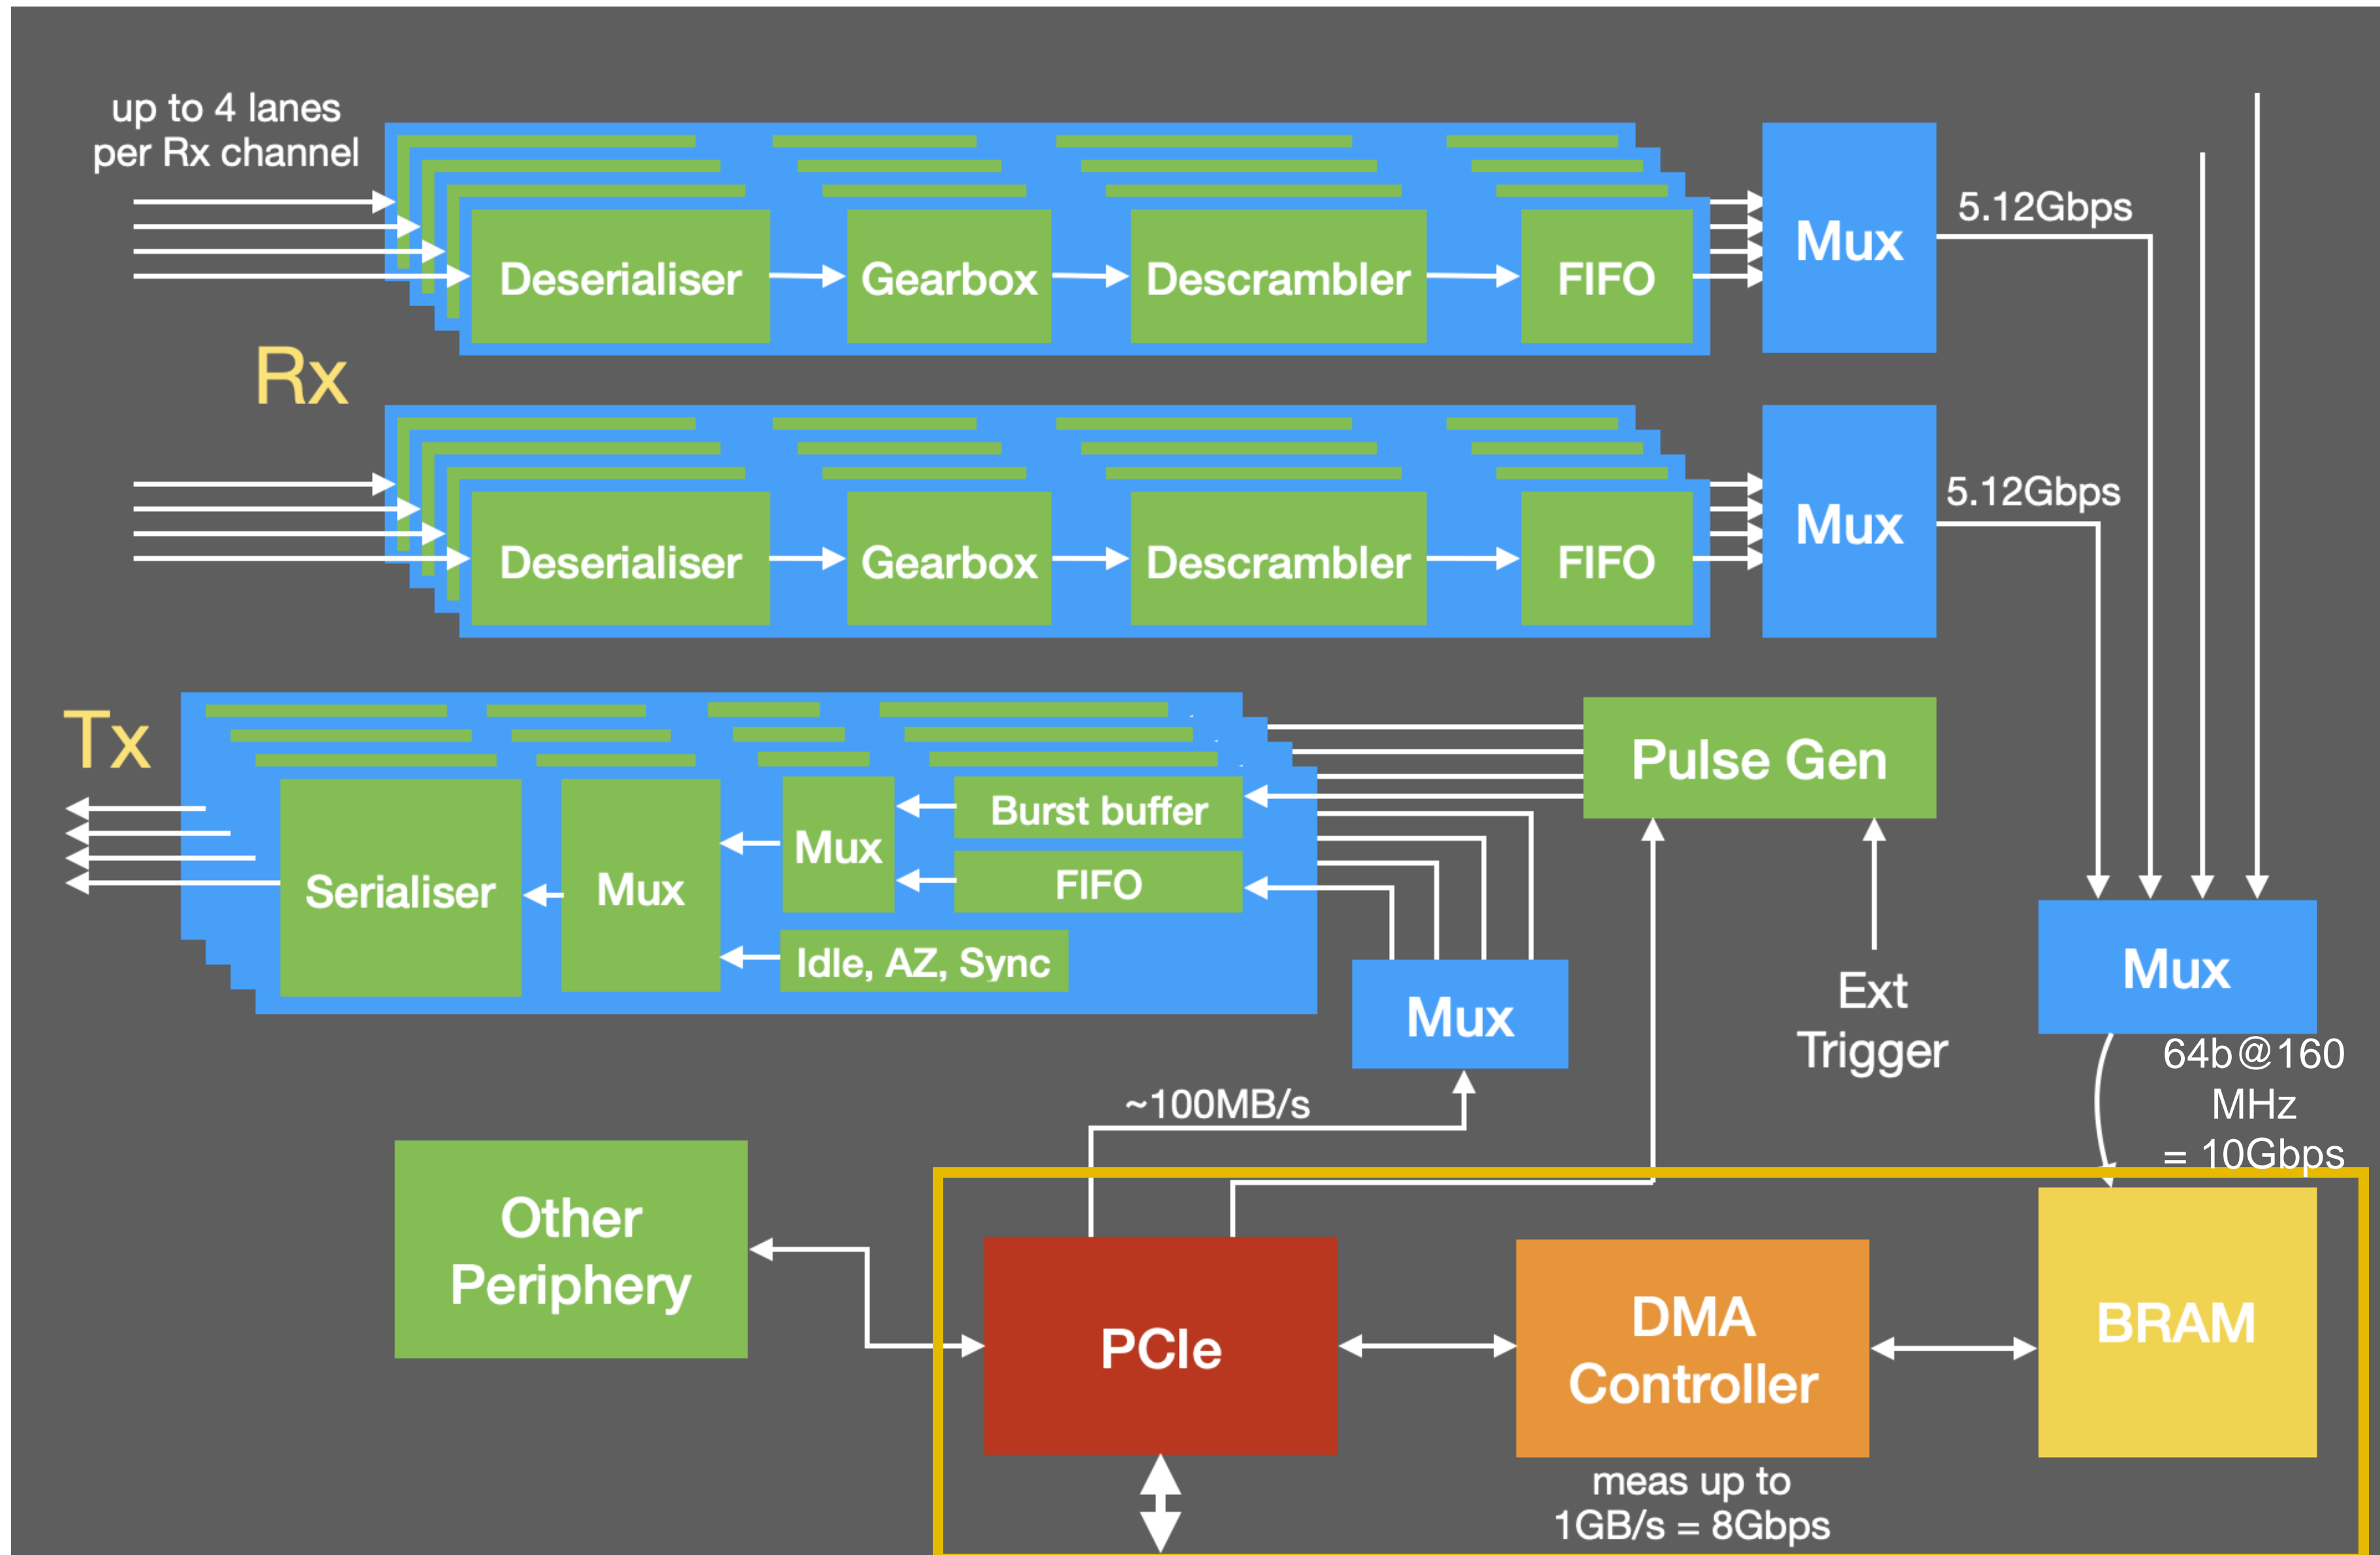 up to 4 lanes
per Rx channel
Deserialiser
Gearbox
Descrambler
FIFO
Mux
5.12Gbps
Rx
Deserialiser
Gearbox
Descrambler
FIFO
Mux
5.12Gbps
Tx
Serialiser
Mux
Mux
Burst buffer
FIFO
Idle, AZ, Sync
Pulse Gen
Mux
Ext
Trigger
Mux
64b@160
MHz
= 10Gbps
~100MB/s
Other
Periphery
PCIe
DMA
Controller
BRAM
meas up to
1GB/s = 8Gbps